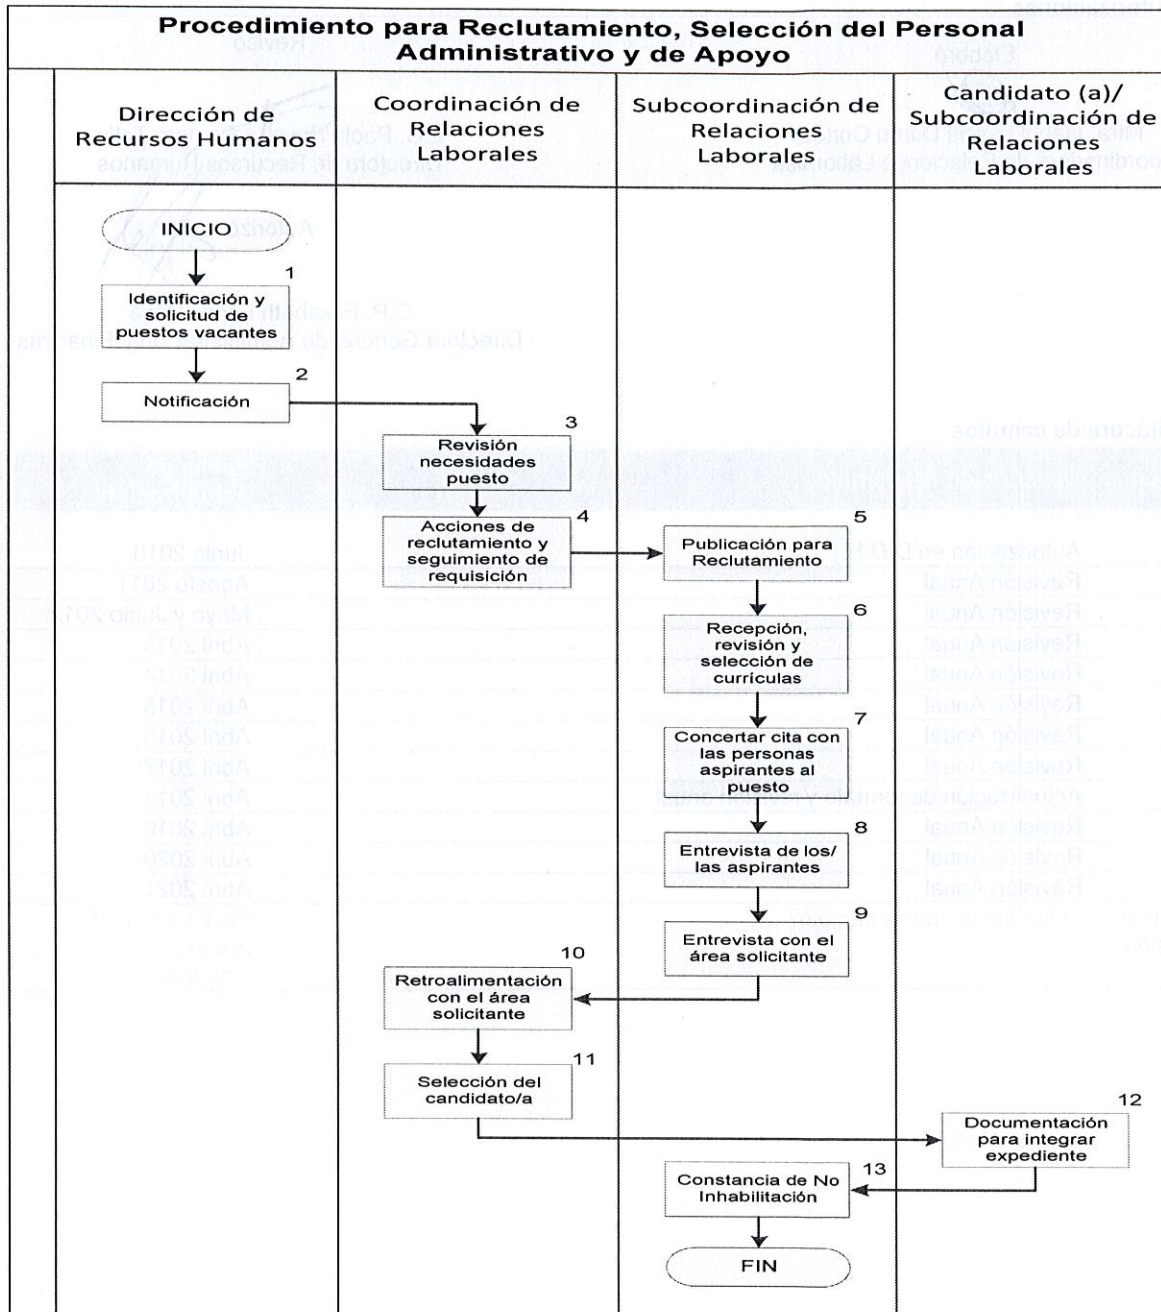 Procedimiento para Reclutamiento, Selección del Personal
Administrativo y de Apoyo
Dirección de
Recursos Humanos
Coordinación de
Relaciones
Laborales
Subcoordinación de
Relaciones
Laborales
Candidato (a)/
Subcoordinación de
Relaciones
Laborales
INICIO
1
Identificación y
solicitud de
puestos vacantes
2
Notificación
3
Revisión
necesidades
puesto
4
Acciones de
reclutamiento y
seguimiento de
requisición
5
Publicación para
Reclutamiento
6
Recepción,
revisión y
selección de
currículas
7
Concertar cita con
las personas
aspirantes al
puesto
8
Entrevista de los/
las aspirantes
9
Entrevista con el
área solicitante
10
Retroalimentación
con el área
solicitante
11
Selección del
candidato/a
12
Documentación
para integrar
expediente
13
Constancia de No
Inhabilitación
FIN